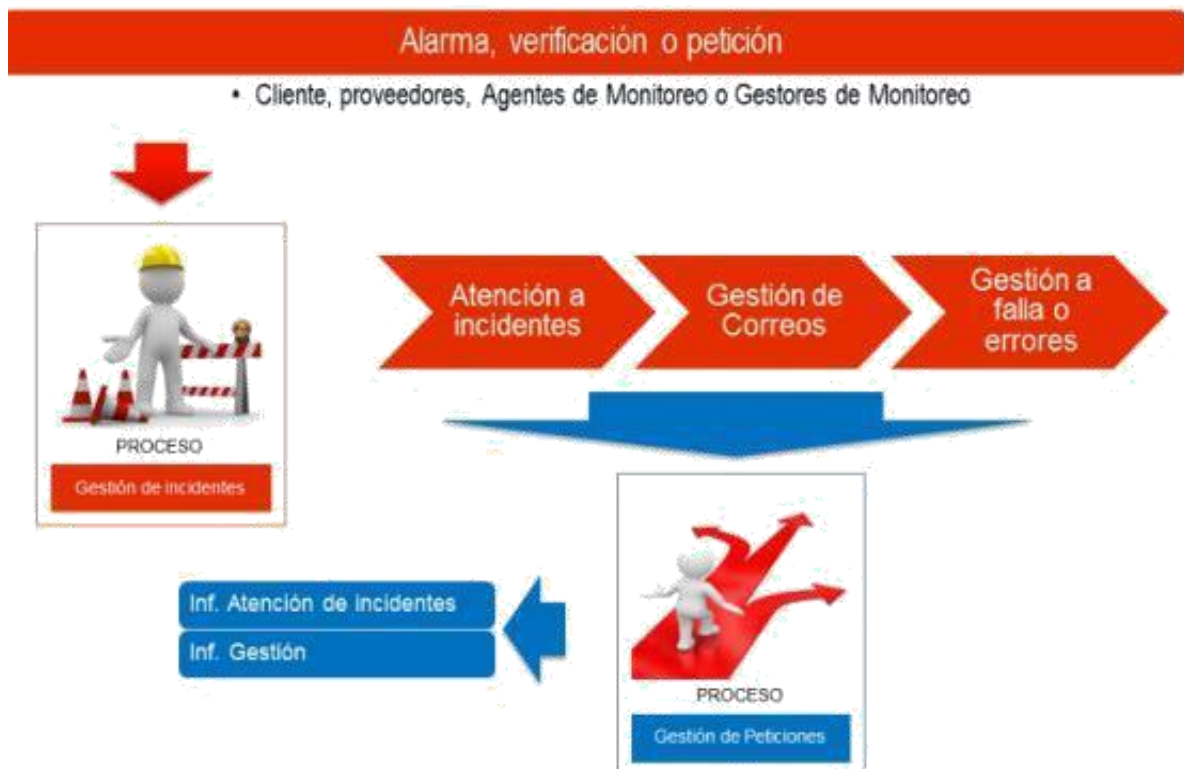 Alarma, verificación o petición
• Cliente, proveedores, Agentes de Monitoreo o Gestores de Monitoreo
PROCESO
Gestión de incidentes
Atención a
incidentes
Gestión de
Correos
Gestión a
falla o
errores
Inf. Atención de incidentes
Inf. Gestión
PROCESO
Gestión de Peticiones